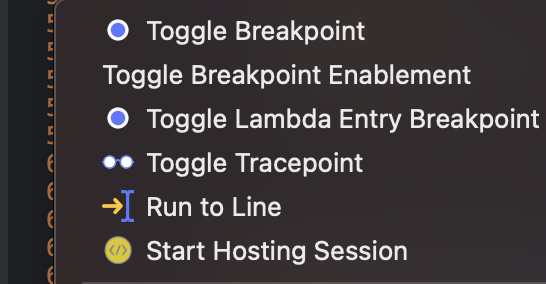 Toggle Breakpoint
Toggle Breakpoint Enablement
Toggle Lambda Entry Breakpoint
Toggle Tracepoint
Run to Line
Start Hosting Session